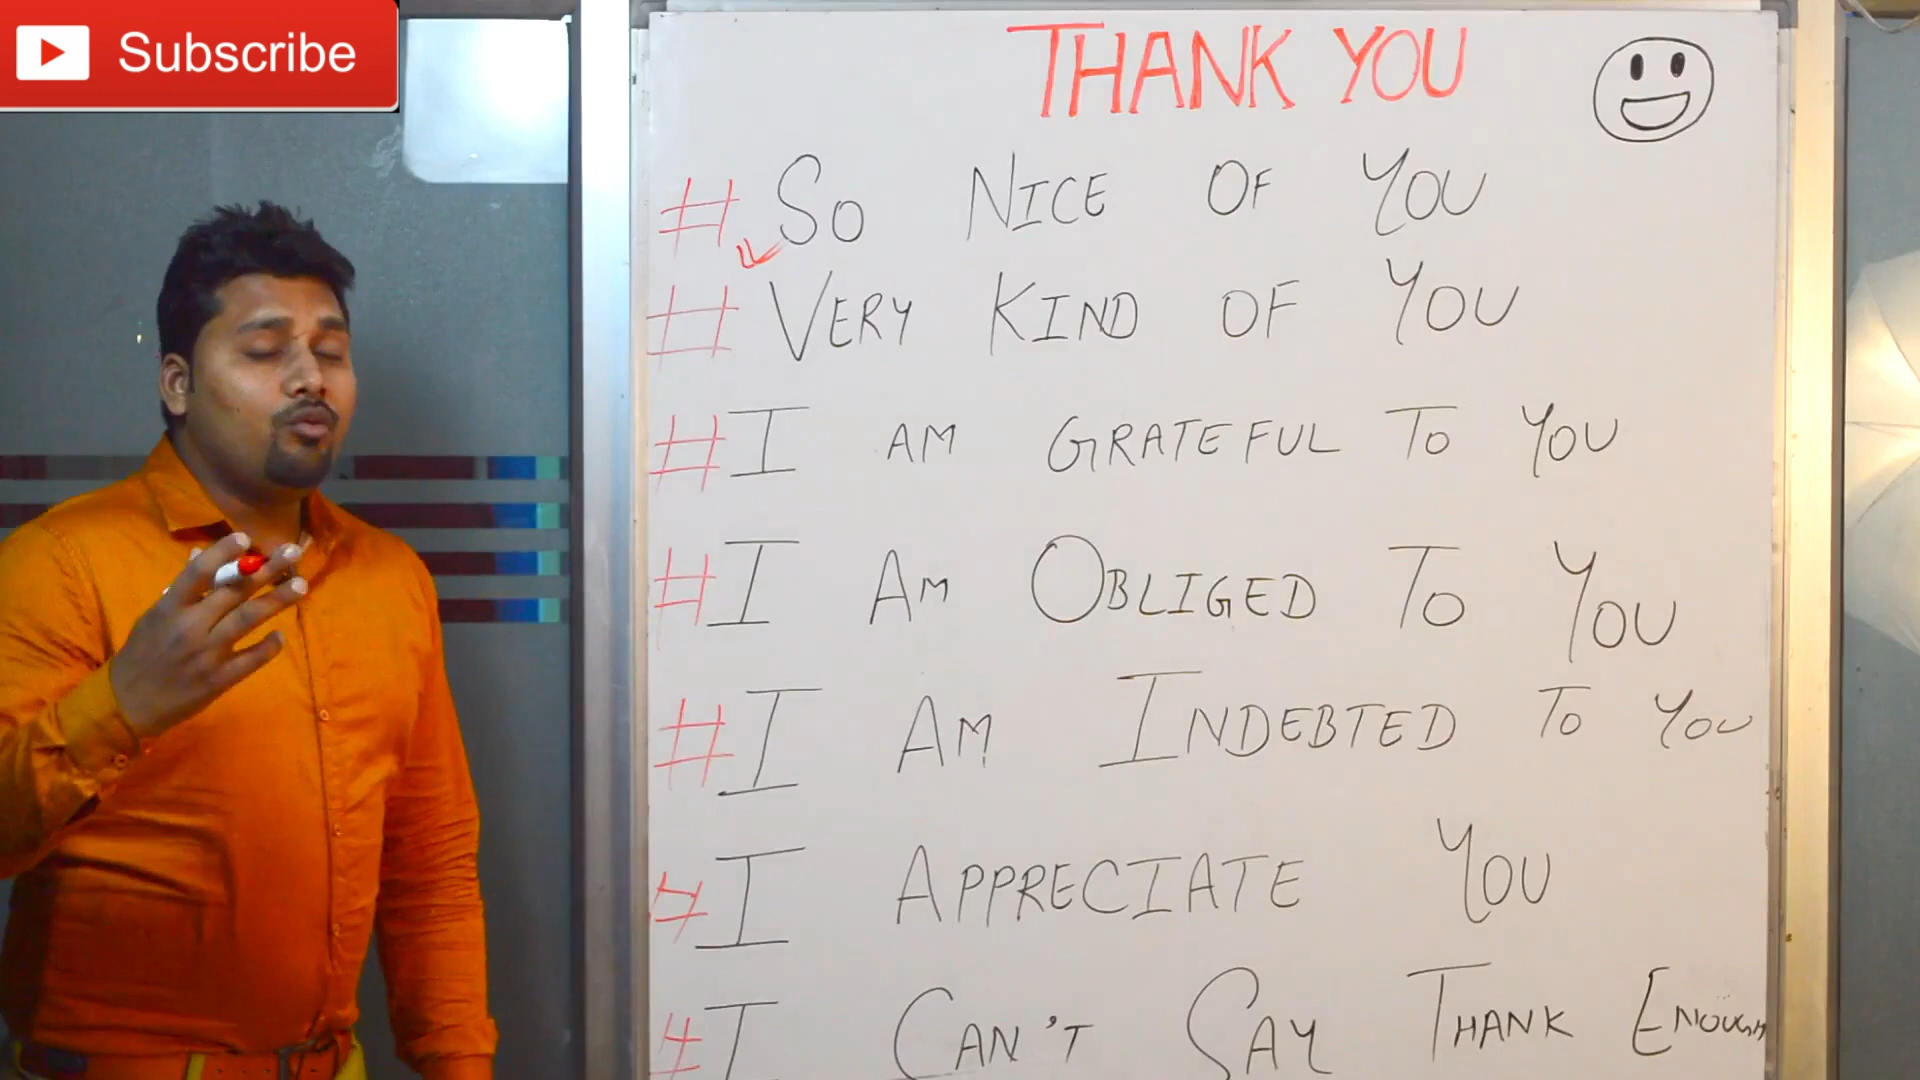 Subscribe
THANK YOU
# SO NICE OF YOU
# VERY KIND OF YOU
# I AM GRATEFUL TO YOU
# I AM OBLIGED TO YOU
# I AM INDEBTED TO YOU
# I APPRECIATE YOU
# I CAN'T SAY THANK ENOUGH